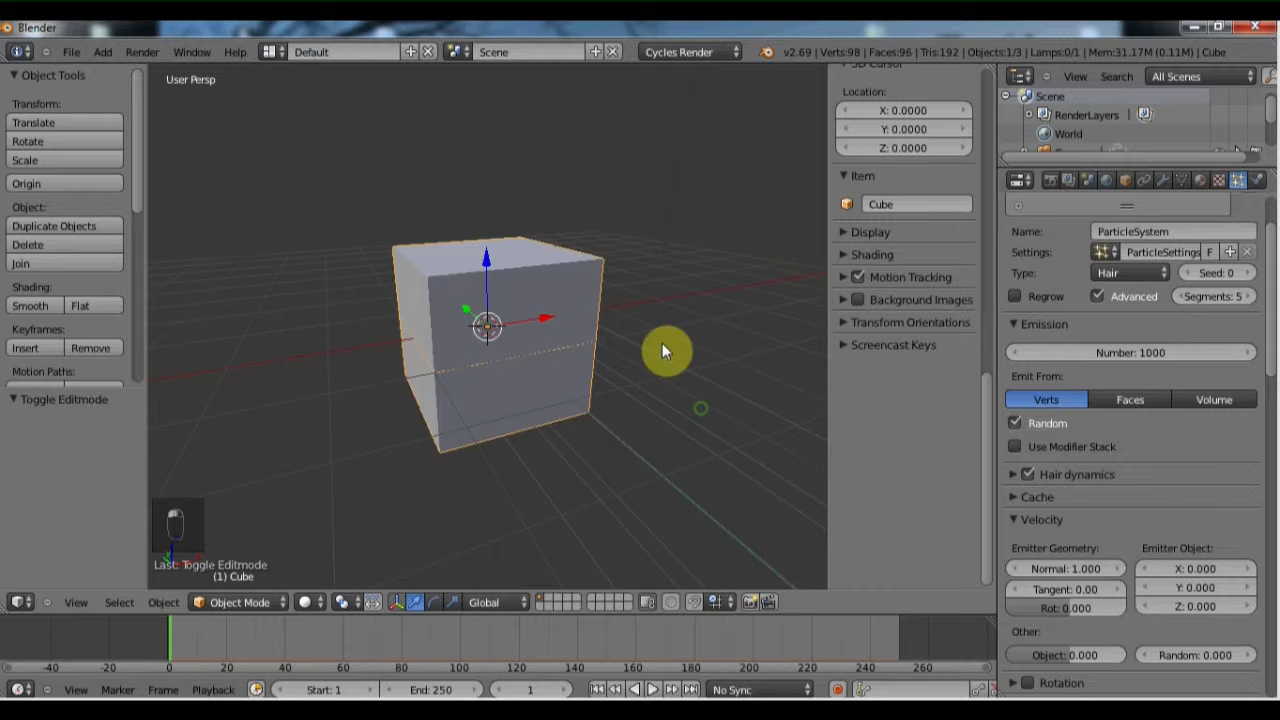 Blender
File Add Render Window Help Default Scene Cycles Render v2.69 | Verts:98 | Faces:96 | Tris:192 | Objects:1/3 | Lamps:0/1 | Mem:31.17M (0.11M) | Cube
Object Tools
Transform:
Translate
Rotate
Scale
Origin
Object:
Duplicate Objects
Delete
Join
Shading:
Smooth Flat
Keyframes:
Insert Remove
Motion Paths:
Toggle Editmode
User Persp
Last: Toggle Editmode
(1) Cube
3D Cursor
Location:
X: 0.0000
Y: 0.0000
Z: 0.0000
Item
Cube
Display
Shading
Motion Tracking
Background Images
Transform Orientations
Screencast Keys
View Search All Scenes
Scene
RenderLayers |
World
Name: ParticleSystem
Settings: ParticleSettings F
Type: Hair Seed: 0
Regrow Advanced Segments: 5
Emission
Number: 1000
Emit From:
Verts Faces Volume
Random
Use Modifier Stack
Hair dynamics
Cache
Velocity
Emitter Geometry: Emitter Object:
Normal: 1.000 X: 0.000
Tangent: 0.00 Y: 0.000
Rot: 0.000 Z: 0.000
Other:
Object: 0.000 Random: 0.000
Rotation
View Select Object Object Mode Global
-40 -20 0 20 40 60 80 100 120 140 160 180 200 220 240 260
View Marker Frame Playback Start: 1 End: 250 1 No Sync